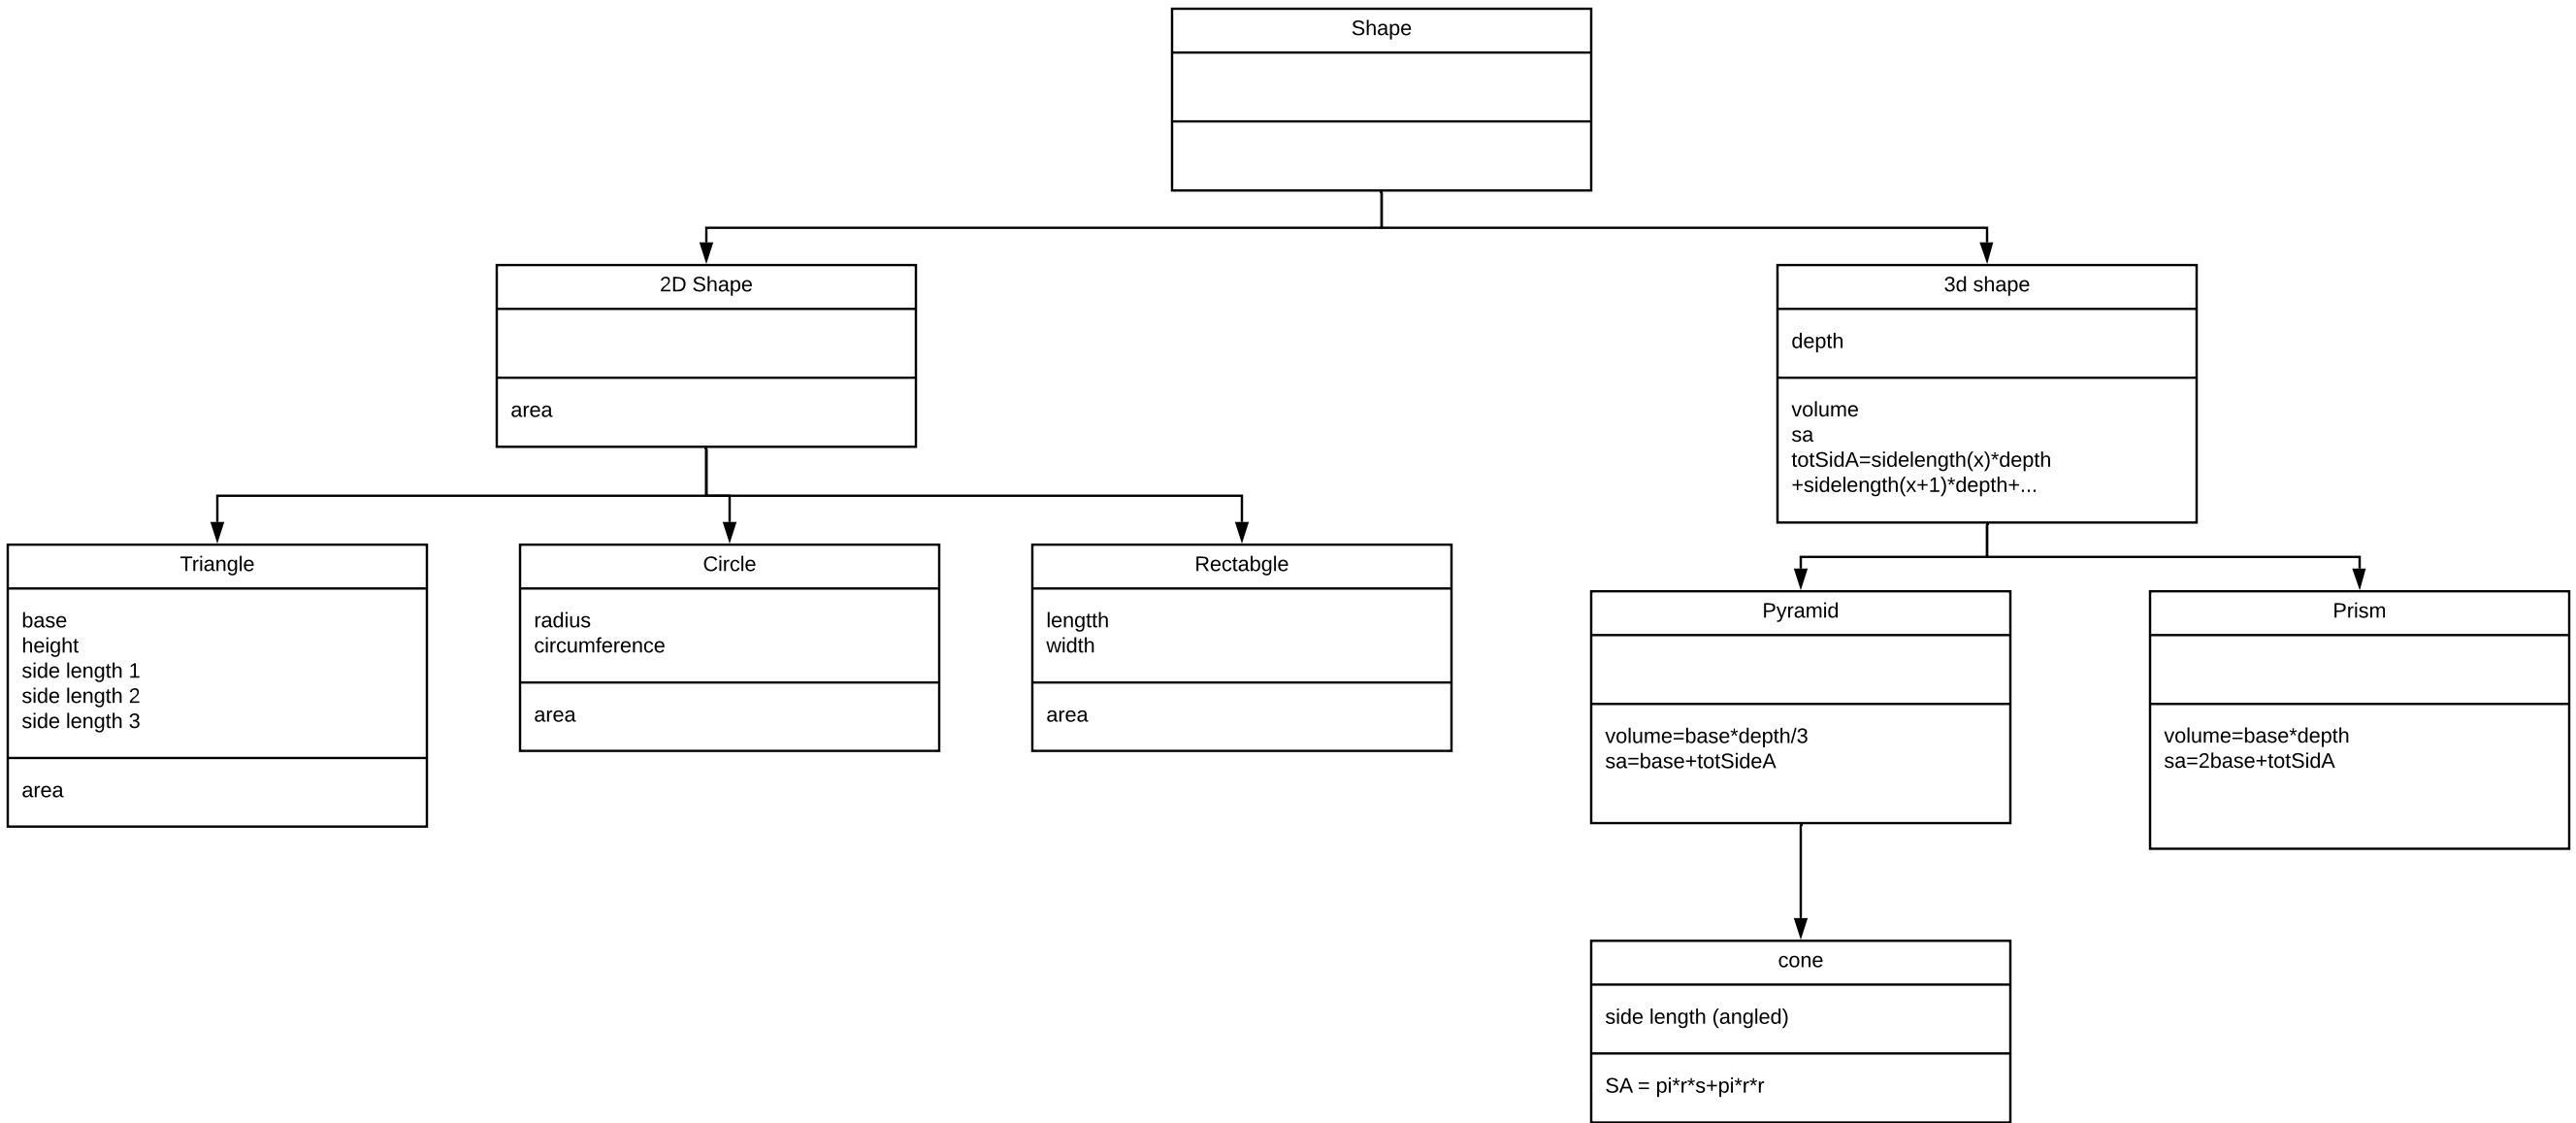 Shape
2D Shape
area
3d shape
depth
volume
sa
totSidA=sidelength(x)*depth
+sidelength(x+1)*depth+...
Triangle
base
height
side length 1
side length 2
side length 3
area
Circle
radius
circumference
area
Rectabgle
lengtth
width
area
Pyramid
volume=base*depth/3
sa=base+totSideA
Prism
volume=base*depth
sa=2base+totSidA
cone
side length (angled)
SA = pi*r*s+pi*r*r